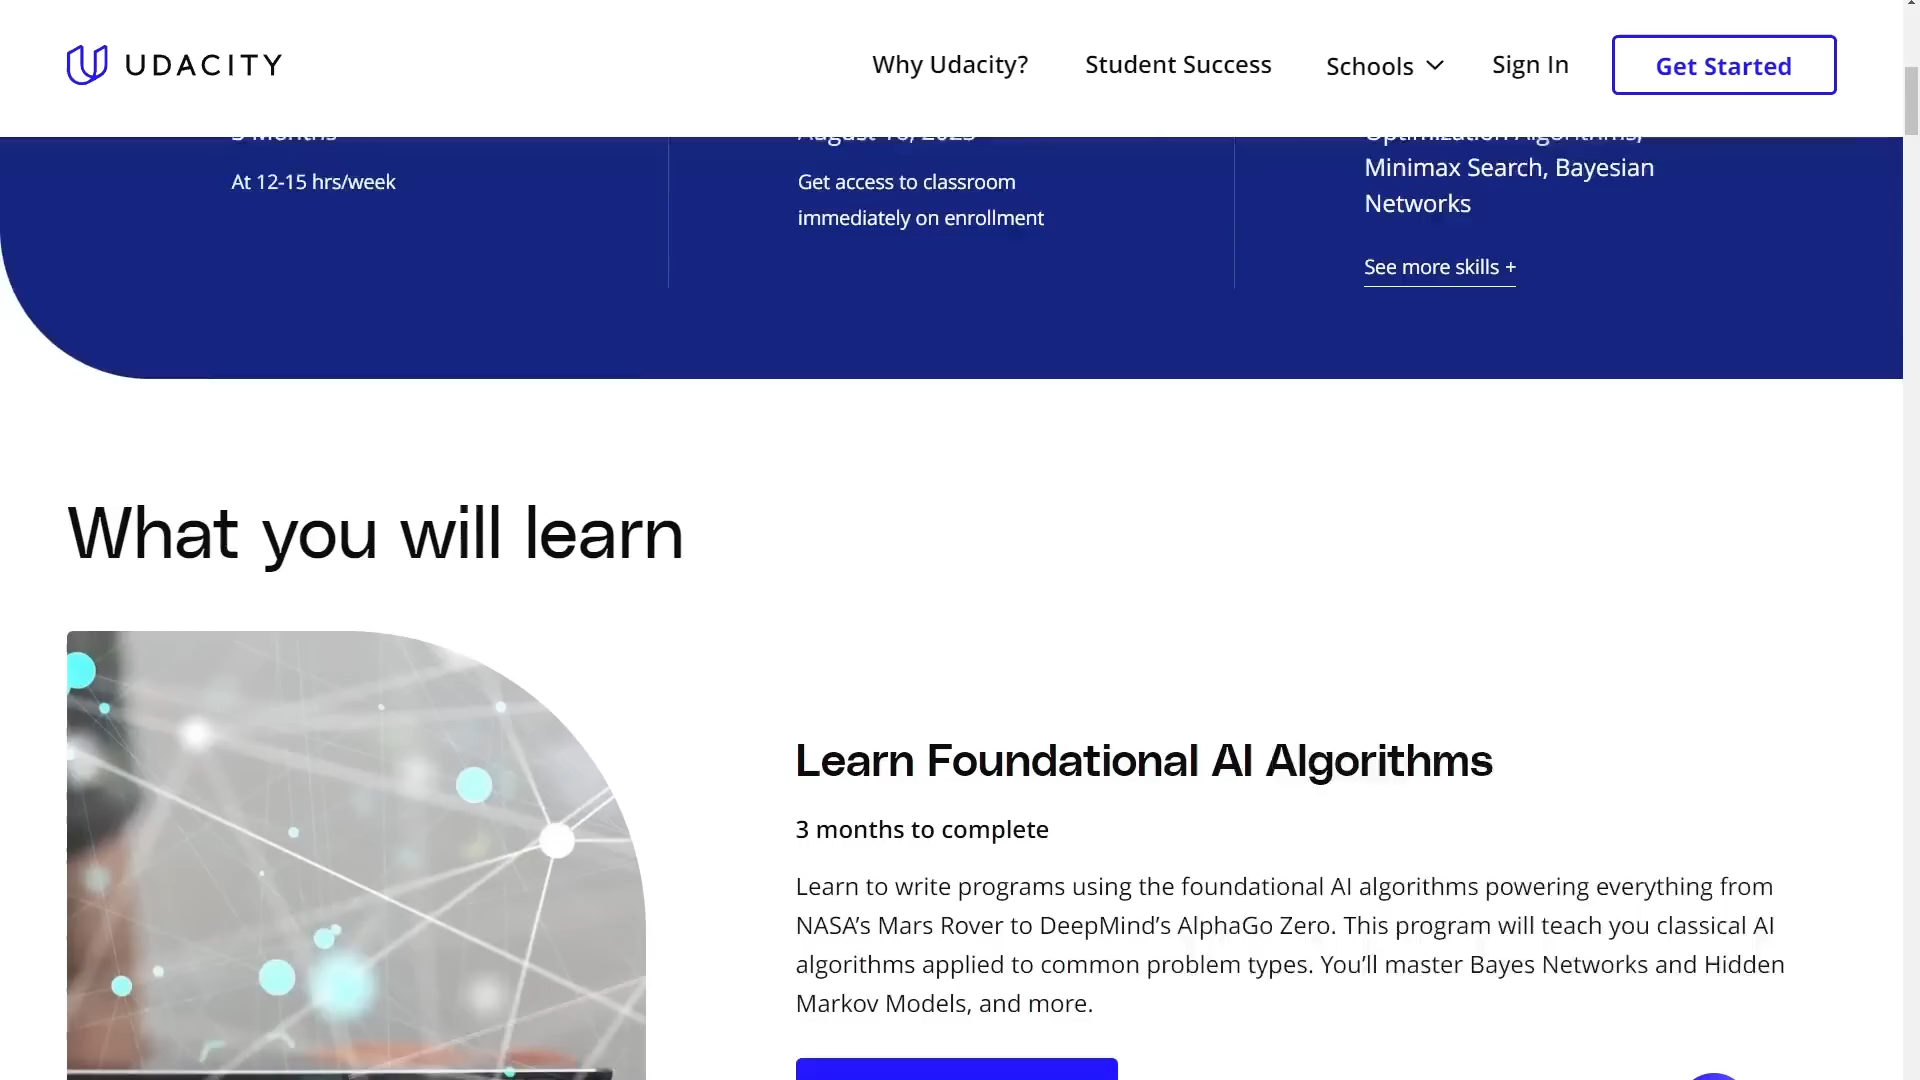 UDACITY
Why Udacity?
Student Success
Schools
Sign In
Get Started
3 Months
At 12-15 hrs/week
Get access to classroom
immediately on enrollment
Optimization Algorithms,
Minimax Search, Bayesian
Networks
See more skills +
What you will learn
Learn Foundational AI Algorithms
3 months to complete
Learn to write programs using the foundational AI algorithms powering everything from
NASA’s Mars Rover to DeepMind’s AlphaGo Zero. This program will teach you classical AI
algorithms applied to common problem types. You’ll master Bayes Networks and Hidden
Markov Models, and more.